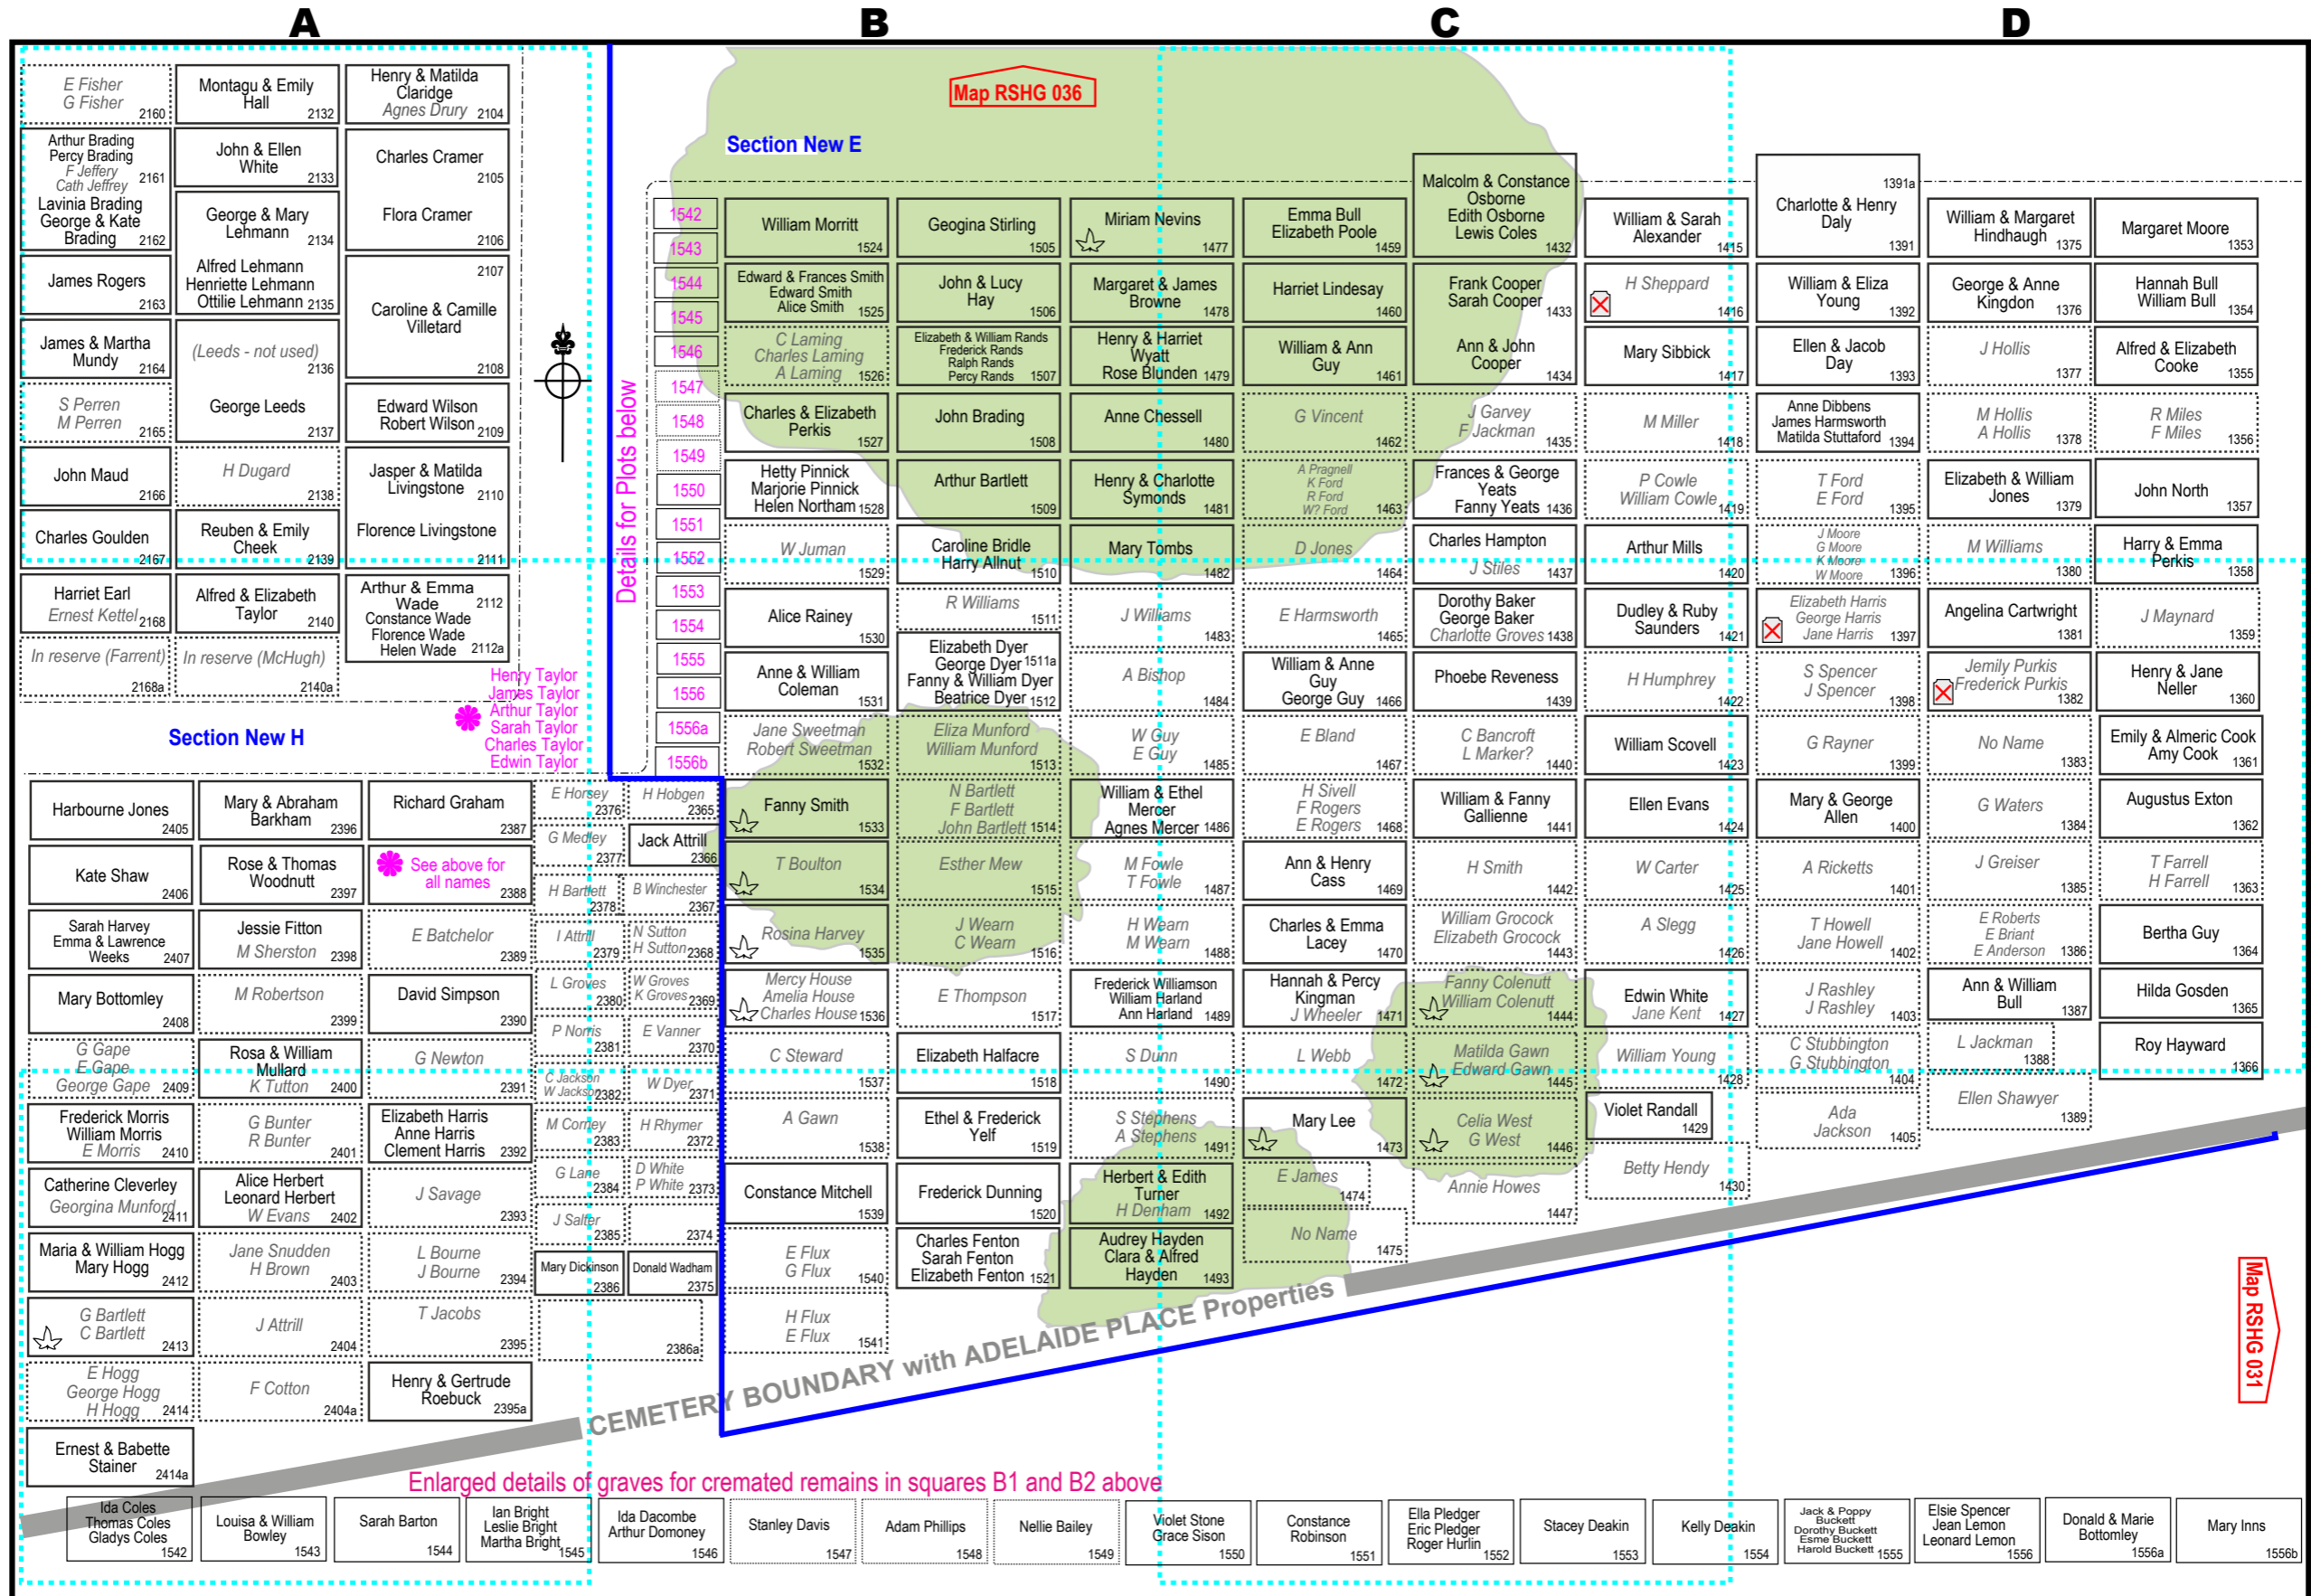 A
B
C
D
E Fisher
G Fisher
2160
Montagu & Emily
Hall
2132
Henry & Matilda
Claridge
Agnes Drury 2104
Arthur Brading
Percy Brading
F Jeffery
2161
Cath Jeffrey
Lavinia Brading
George & Kate
Brading 2162
John & Ellen
White
2133
Charles Cramer
2105
Flora Cramer
2106
George & Mary
Lehmann
2134
Alfred Lehmann
Henriette Lehmann
Ottilie Lehmann 2135
James Rogers
2163
2107
Caroline & Camille
Villetard
2108
James & Martha
Mundy
2164
(Leeds - not used)
2136
George Leeds
2137
S Perren
M Perren
2165
Edward Wilson
Robert Wilson 2109
John Maud
2166
H Dugard
2138
Jasper & Matilda
Livingstone 2110
Florence Livingstone
2111
Charles Goulden
2167
Reuben & Emily
Cheek
2139
Harriet Earl
Ernest Kettel 2168
Alfred & Elizabeth
Taylor
2140
Arthur & Emma
Wade 2112
Constance Wade
Florence Wade
Helen Wade 2112a
In reserve (Farrent)
2168a
In reserve (McHugh)
2140a
Henry Taylor
James Taylor
Arthur Taylor
Sarah Taylor
Charles Taylor
Edwin Taylor
Section New H
Harbourne Jones
2405
Mary & Abraham
Barkham
2396
Richard Graham
2387
E Horsey
2376
H Hobgen
2365
Kate Shaw
2406
Rose & Thomas
Woodnutt
2397
See above for
all names
2388
G Medley
2377
Jack Attrill
2366
H Bartlett
2378
B Winchester
2367
Sarah Harvey
Emma & Lawrence
Weeks 2407
Jessie Fitton
M Sherston 2398
E Batchelor
2389
I Attrill
2379
N Sutton
H Sutton 2368
Mary Bottomley
2408
M Robertson
2399
David Simpson
2390
L Groves
2380
W Groves
K Groves 2369
P Norris
2381
E Vanner
2370
G Gape
E Gape
George Gape 2409
Rosa & William
Mullard
K Tutton 2400
G Newton
2391
C Jackson
W Jackson 2382
W Dyer
2371
Frederick Morris
William Morris
E Morris 2410
G Bunter
R Bunter
2401
Elizabeth Harris
Anne Harris
Clement Harris 2392
M Corney
2383
H Rhymer
2372
Catherine Cleverley
Georgina Munford
2411
Alice Herbert
Leonard Herbert
W Evans 2402
J Savage
2393
G Lane
2384
D White
P White 2373
J Salter
2385
2374
Maria & William Hogg
Mary Hogg
2412
Jane Snudden
H Brown
2403
L Bourne
J Bourne
2394
Mary Dickinson
2386
Donald Wadham
2375
G Bartlett
C Bartlett
2413
J Attrill
2404
T Jacobs
2395
2386a
E Hogg
George Hogg
H Hogg 2414
F Cotton
2404a
Henry & Gertrude
Roebuck
2395a
Ernest & Babette
Stainer
2414a
Map RSHG 036
Section New E
Details for Plots below
1542
1543
1544
1545
1546
1547
1548
1549
1550
1551
1552
1553
1554
1555
1556
1556a
1556b
William Morritt
1524
Geogina Stirling
1505
Miriam Nevins
1477
Emma Bull
Elizabeth Poole
1459
Malcolm & Constance
Osborne
Edith Osborne
Lewis Coles
1432
William & Sarah
Alexander
1415
1391a
Charlotte & Henry
Daly
1391
William & Margaret
Hindhaugh 1375
Margaret Moore
1353
Edward & Frances Smith
Edward Smith
Alice Smith 1525
John & Lucy
Hay
1506
Margaret & James
Browne
1478
Harriet Lindesay
1460
Frank Cooper
Sarah Cooper
1433
H Sheppard
1416
William & Eliza
Young
1392
George & Anne
Kingdon
1376
Hannah Bull
William Bull
1354
C Laming
Charles Laming
A Laming 1526
Elizabeth & William Rands
Frederick Rands
Ralph Rands
Percy Rands 1507
Henry & Harriet
Wyatt
Rose Blunden 1479
William & Ann
Guy
1461
Ann & John
Cooper
1434
Mary Sibbick
1417
Ellen & Jacob
Day
1393
J Hollis
1377
Alfred & Elizabeth
Cooke
1355
Charles & Elizabeth
Perkis
1527
John Brading
1508
Anne Chessell
1480
G Vincent
1462
J Garvey
F Jackman
1435
M Miller
1418
Anne Dibbens
James Harmsworth
Matilda Stuttaford 1394
M Hollis
A Hollis 1378
R Miles
F Miles
1356
Hetty Pinnick
Marjorie Pinnick
Helen Northam 1528
Arthur Bartlett
1509
Henry & Charlotte
Symonds
1481
A Pragnell
K Ford
R Ford
W? Ford 1463
Frances & George
Yeats
Fanny Yeats 1436
P Cowle
William Cowle 1419
T Ford
E Ford
1395
Elizabeth & William
Jones
1379
John North
1357
W Juman
1529
Caroline Bridle
Harry Allnut 1510
Mary Tombs
1482
D Jones
1464
Charles Hampton
J Stiles 1437
Arthur Mills
1420
J Moore
G Moore
K Moore
W Moore 1396
M Williams
1380
Harry & Emma
Perkis
1358
Alice Rainey
1530
R Williams
1511
J Williams
1483
E Harmsworth
1465
Dorothy Baker
George Baker
Charlotte Groves 1438
Dudley & Ruby
Saunders
1421
Elizabeth Harris
George Harris
Jane Harris 1397
Angelina Cartwright
1381
J Maynard
1359
Anne & William
Coleman
1531
Elizabeth Dyer
George Dyer 1511a
Fanny & William Dyer
Beatrice Dyer 1512
A Bishop
1484
William & Anne
Guy
George Guy 1466
Phoebe Reveness
1439
H Humphrey
1422
S Spencer
J Spencer
1398
Jemily Purkis
Frederick Purkis
1382
Henry & Jane
Neller
1360
Jane Sweetman
Robert Sweetman
1532
Eliza Munford
William Munford
1513
W Guy
E Guy
1485
E Bland
1467
C Bancroft
L Marker?
1440
William Scovell
1423
G Rayner
1399
No Name
1383
Emily & Almeric Cook
Amy Cook 1361
Fanny Smith
1533
N Bartlett
F Bartlett
John Bartlett 1514
William & Ethel
Mercer
Agnes Mercer 1486
H Sivell
F Rogers
E Rogers 1468
William & Fanny
Gallienne
1441
Ellen Evans
1424
Mary & George
Allen
1400
G Waters
1384
Augustus Exton
1362
T Boulton
1534
Esther Mew
1515
M Fowle
T Fowle
1487
Ann & Henry
Cass
1469
H Smith
1442
W Carter
1425
A Ricketts
1401
J Greiser
1385
T Farrell
H Farrell 1363
Rosina Harvey
1535
J Wearn
C Wearn
1516
H Wearn
M Wearn
1488
Charles & Emma
Lacey
1470
William Grocock
Elizabeth Grocock
1443
A Slegg
1426
T Howell
Jane Howell
1402
E Roberts
E Briant
E Anderson 1386
Bertha Guy
1364
Mercy House
Amelia House
Charles House 1536
E Thompson
1517
Frederick Williamson
William Harland
Ann Harland 1489
Hannah & Percy
Kingman
J Wheeler 1471
Fanny Colenutt
William Colenutt
1444
Edwin White
Jane Kent 1427
J Rashley
J Rashley
1403
Ann & William
Bull
1387
Hilda Gosden
1365
C Steward
1537
Elizabeth Halfacre
1518
S Dunn
1490
L Webb
1472
Matilda Gawn
Edward Gawn
1445
William Young
1428
C Stubbington
G Stubbington
1404
L Jackman
1388
Roy Hayward
1366
A Gawn
1538
Ethel & Frederick
Yelf
1519
S Stephens
A Stephens
1491
Mary Lee
1473
Celia West
G West
1446
Violet Randall
1429
Ada
Jackson
1405
Ellen Shawyer
1389
Constance Mitchell
1539
Frederick Dunning
1520
Herbert & Edith
Turner
H Denham 1492
E James
1474
Annie Howes
1447
Betty Hendy
1430
E Flux
G Flux
1540
Charles Fenton
Sarah Fenton
Elizabeth Fenton 1521
Audrey Hayden
Clara & Alfred
Hayden 1493
No Name
1475
H Flux
E Flux
1541
CEMETERY BOUNDARY with ADELAIDE PLACE Properties
Map RSHG 031
Enlarged details of graves for cremated remains in squares B1 and B2 above
Ida Coles
Thomas Coles
Gladys Coles
1542
Louisa & William
Bowley
1543
Sarah Barton
1544
Ian Bright
Leslie Bright
Martha Bright 1545
Ida Dacombe
Arthur Domoney
1546
Stanley Davis
1547
Adam Phillips
1548
Nellie Bailey
1549
Violet Stone
Grace Sison
1550
Constance
Robinson
1551
Ella Pledger
Eric Pledger
Roger Hurlin
1552
Stacey Deakin
1553
Kelly Deakin
1554
Jack & Poppy
Buckett
Dorothy Buckett
Esme Buckett
Harold Buckett 1555
Elsie Spencer
Jean Lemon
Leonard Lemon
1556
Donald & Marie
Bottomley
1556a
Mary Inns
1556b